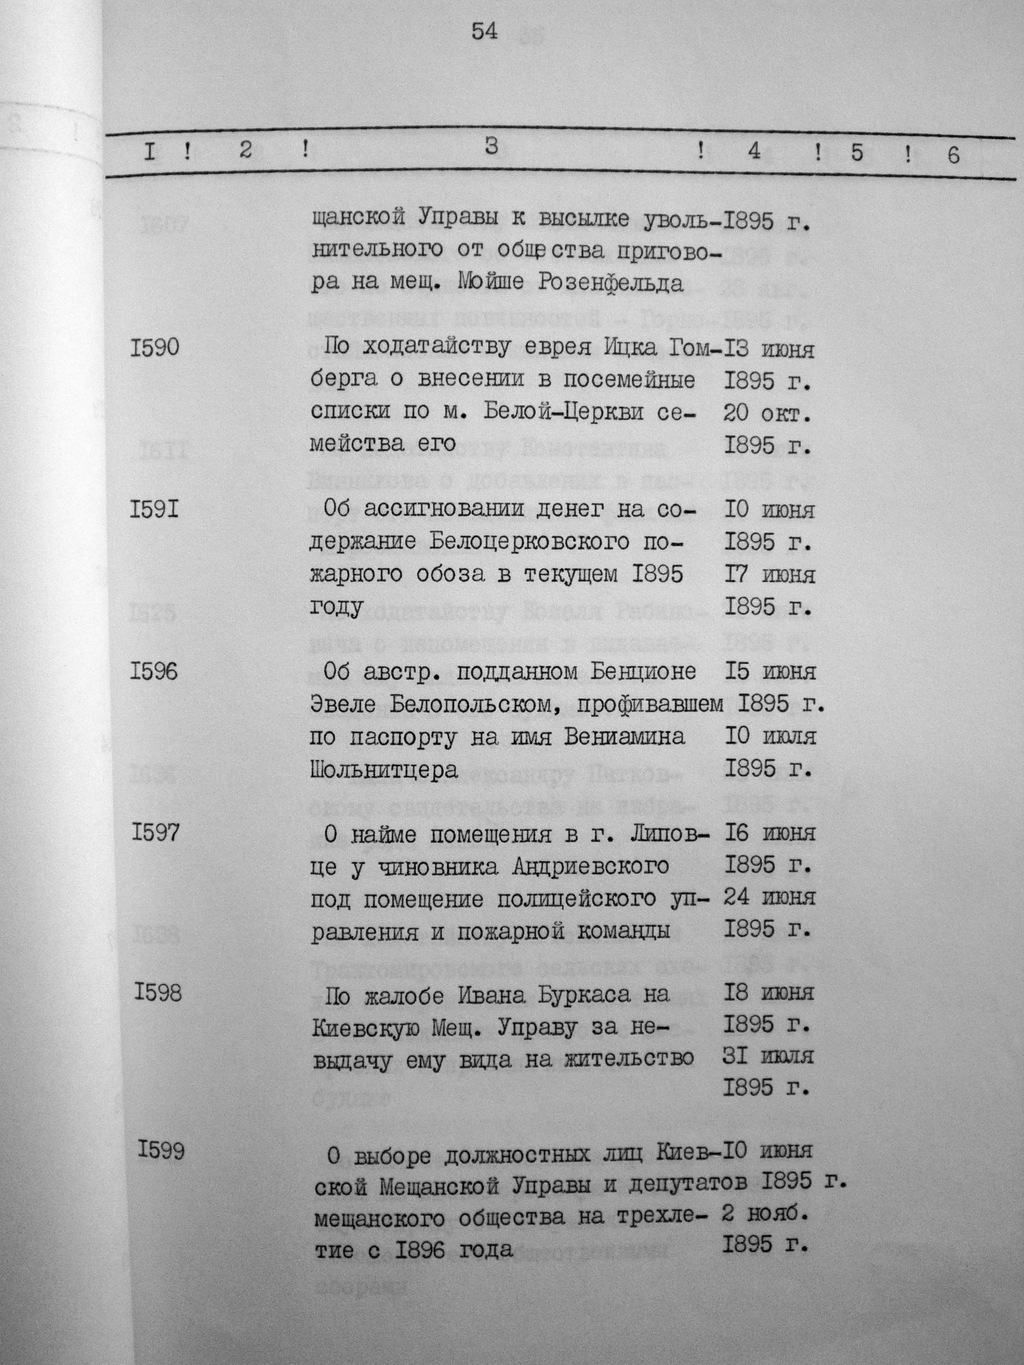 54
I ! 2 ! 3 ! 4 ! 5 ! 6
щанской Управы к высылке уволь-1895 г.
нительного от общества пригово-
ра на мещ. Мойше Розенфельда
I590 По ходатайству еврея Ицка Гом-I3 июня
берга о внесении в посемейные 1895 г.
списки по м. Белой-Церкви се- 20 окт.
мейства его 1895 г.
I59I Об ассигновании денег на со- I0 июня
держание Белоцерковского по- I895 г.
жарного обоза в текущем I895 I7 июня
году I895 г.
I596 Об австр. подданном Бенционе I5 июня
Эвеле Белопольском, профивавшем I895 г.
по паспорту на имя Вениамина I0 июля
Шольнитцера I895 г.
I597 О найме помещения в г. Липов- I6 июня
це у чиновника Андриевского I895 г.
под помещение полицейского уп- 24 июня
равления и пожарной команды I895 г.
I598 По жалобе Ивана Буркаса на I8 июня
Киевскую Мещ. Управу за не- I895 г.
выдачу ему вида на жительство 3I июля
I895 г.
I599 О выборе должностных лиц Киев-I0 июня
ской Мещанской Управы и депутатов I895 г.
мещанского общества на трехле- 2 нояб.
тие с I896 года I895 г.